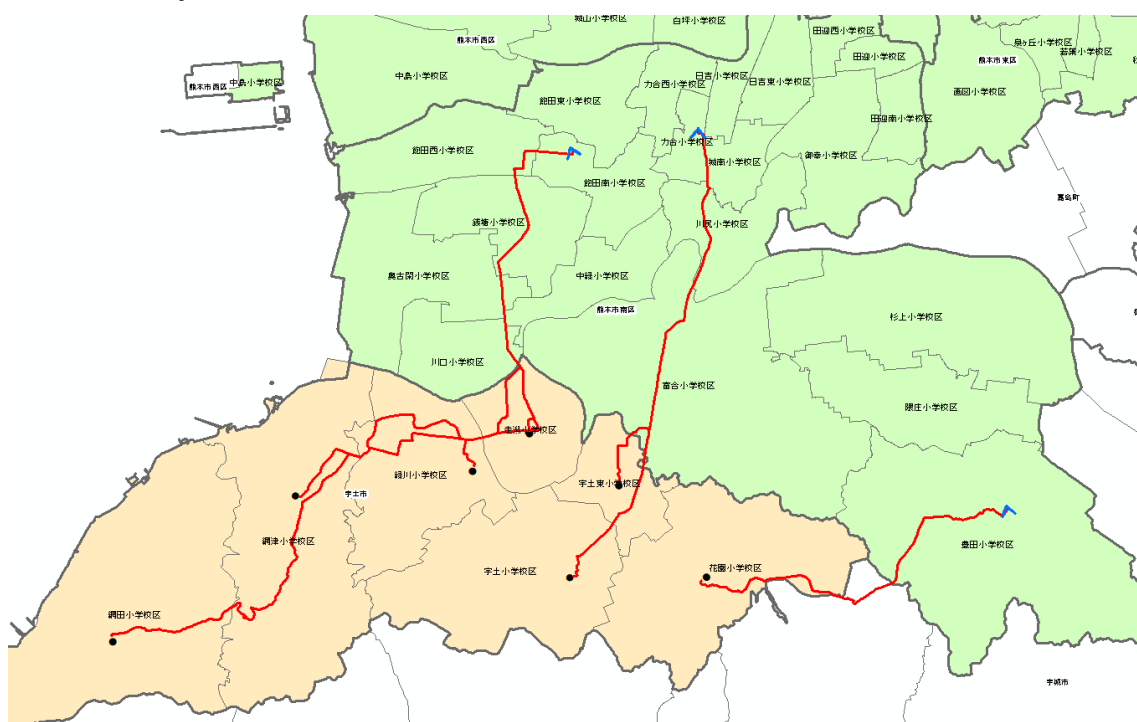 城山小学校区
白坪小学校区
熊本市西区
田迎西小学校区
泉ヶ丘小学校区
若葉小学校区
田迎小学校区
熊本市東区
中島小学校区
日吉小学校区
日吉東小学校区
力合西小学校区
中島小学校区
熊本市西区
画図小学校区
飽田東小学校区
田迎南小学校区
力合小学校区
飽田西小学校区
御幸小学校区
城南小学校区
飽田南小学校区
嘉島町
銭塘小学校区
川尻小学校区
奥古閑小学校区
中緑小学校区
熊本市南区
杉上小学校区
川口小学校区
富合小学校区
隈庄小学校区
走潟小学校区
緑川小学校区
宇土東小学校区
宇土市
網津小学校区
豊田小学校区
宇土小学校区
花園小学校区
網田小学校区
宇城市